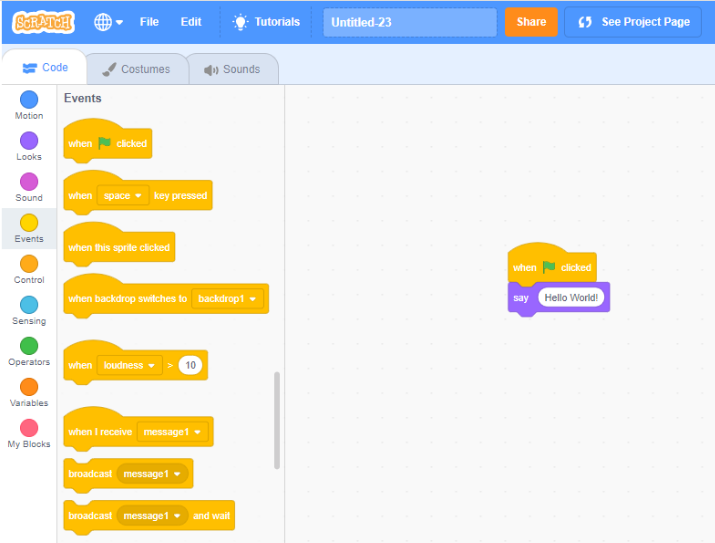 SCRATCH File Edit Tutorials Untitled-23 Share See Project Page
Code Costumes Sounds
Motion
Looks
Sound
Events
Control
Sensing
Operators
Variables
My Blocks
Events
when clicked
when space key pressed
when this sprite clicked
when backdrop switches to backdrop1
when loudness > 10
when I receive message1
broadcast message1
broadcast message1 and wait
when clicked
say Hello World!